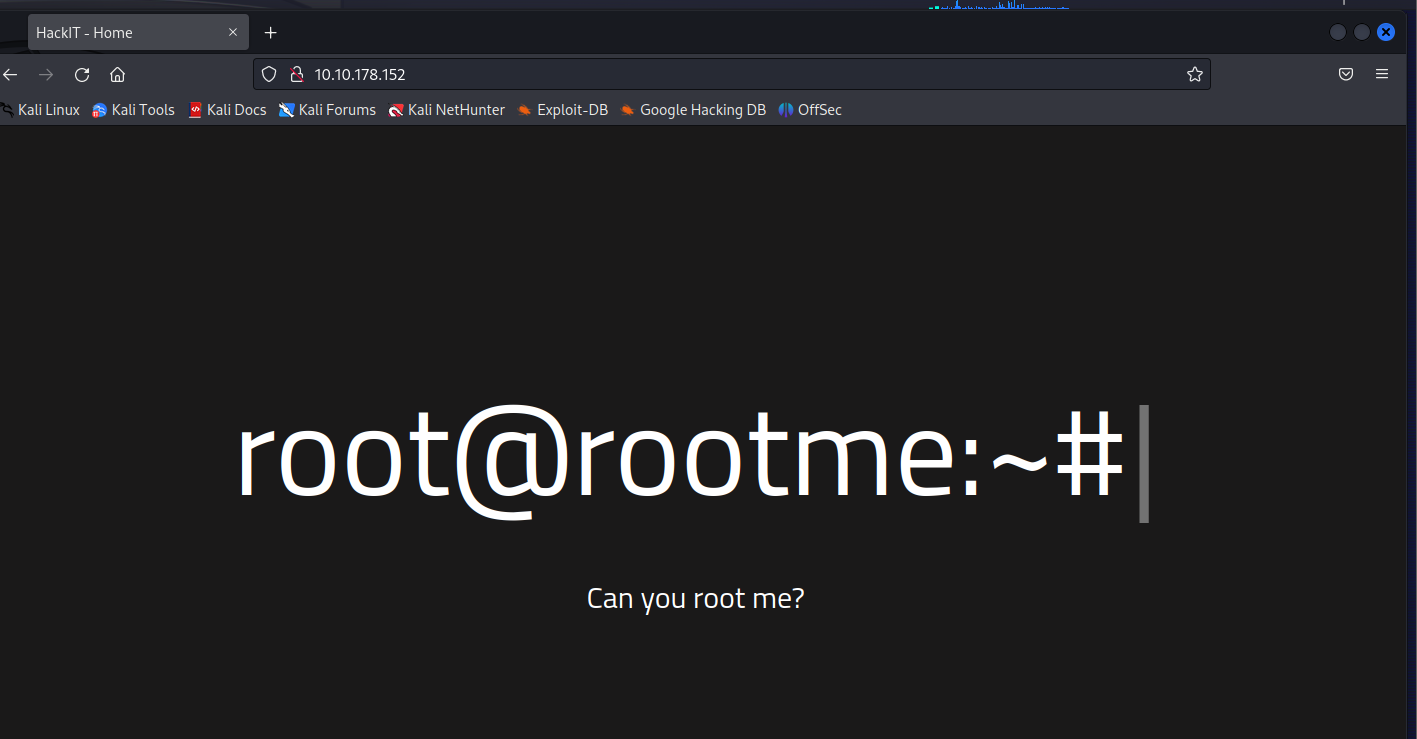 HackIT - Home
10.10.178.152
Kali Linux Kali Tools Kali Docs Kali Forums Kali NetHunter Exploit-DB Google Hacking DB OffSec
root@rootme:~#
Can you root me?